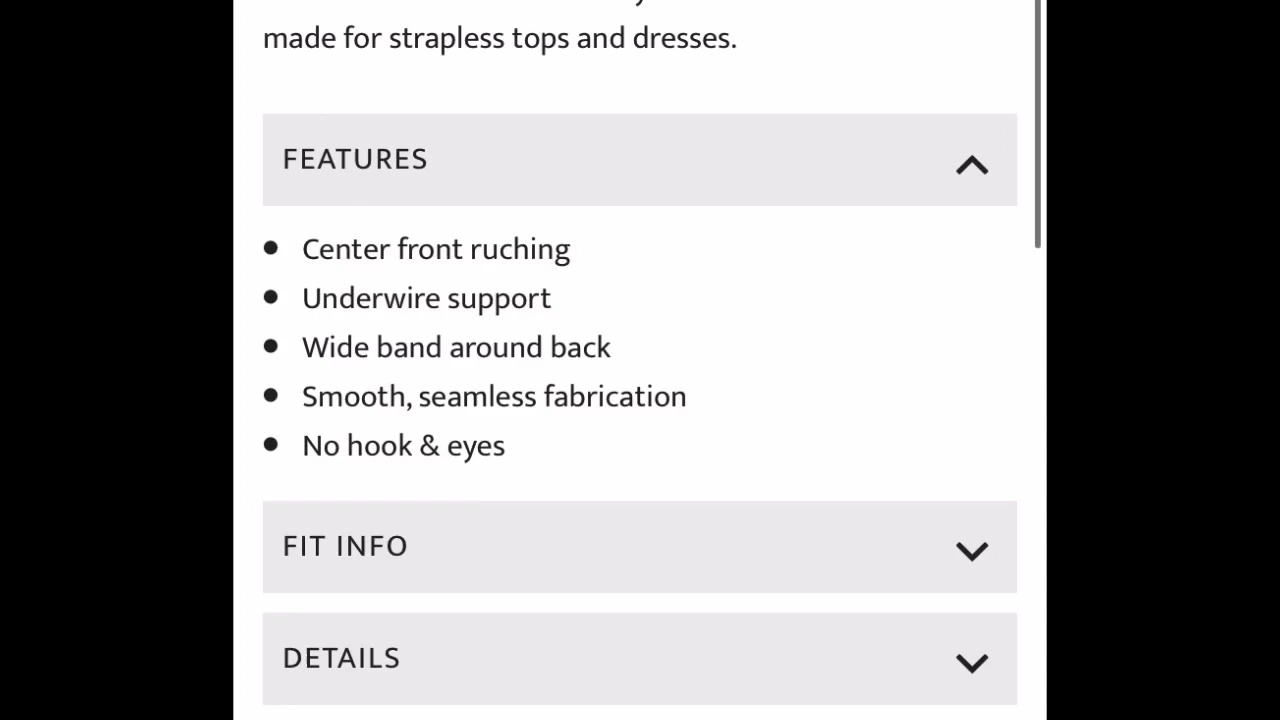 made for strapless tops and dresses.
FEATURES
Center front ruching
Underwire support
Wide band around back
Smooth, seamless fabrication
No hook & eyes
FIT INFO
DETAILS